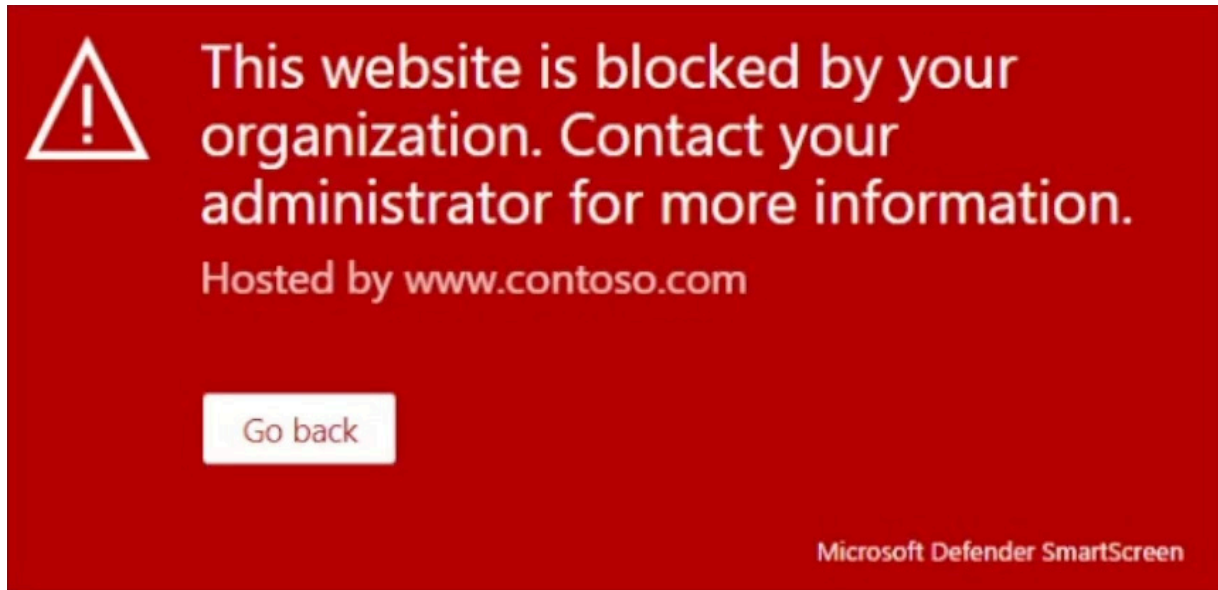 This website is blocked by your
organization. Contact your
administrator for more information.
Hosted by www.contoso.com
Go back
Microsoft Defender SmartScreen